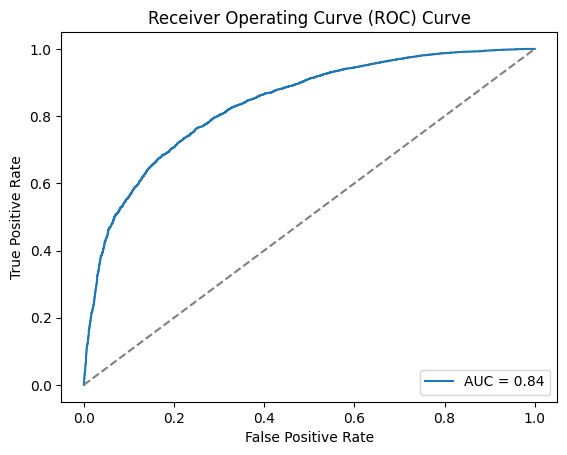 Receiver Operating Curve (ROC) Curve
True Positive Rate
1.0
0.8
0.6
0.4
0.2
0.0
AUC = 0.84
0.0 0.2 0.4 0.6 0.8 1.0
False Positive Rate